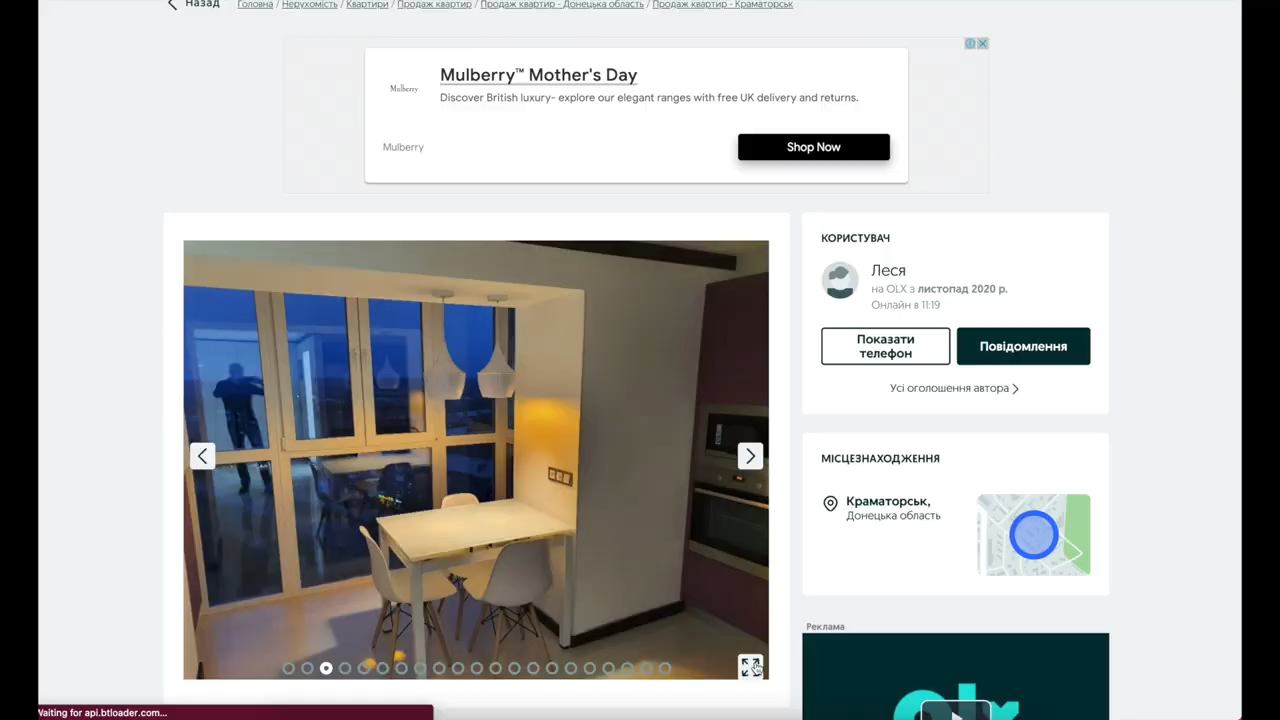 Назад
Головна / Нерухомість / Квартири / Продаж квартир / Продаж квартир - Донецька область / Продаж квартир - Краматорськ
Mulberry™ Mother's Day
Mulberry
Discover British luxury- explore our elegant ranges with free UK delivery and returns.
Mulberry
Shop Now
КОРИСТУВАЧ
Леся
на OLX з листопад 2020 р.
Онлайн в 11:19
Показати
телефон
Повідомлення
Усі оголошення автора
МІСЦЕЗНАХОДЖЕННЯ
Краматорськ,
Донецька область
Реклама
olx
Waiting for api.btloader.com...